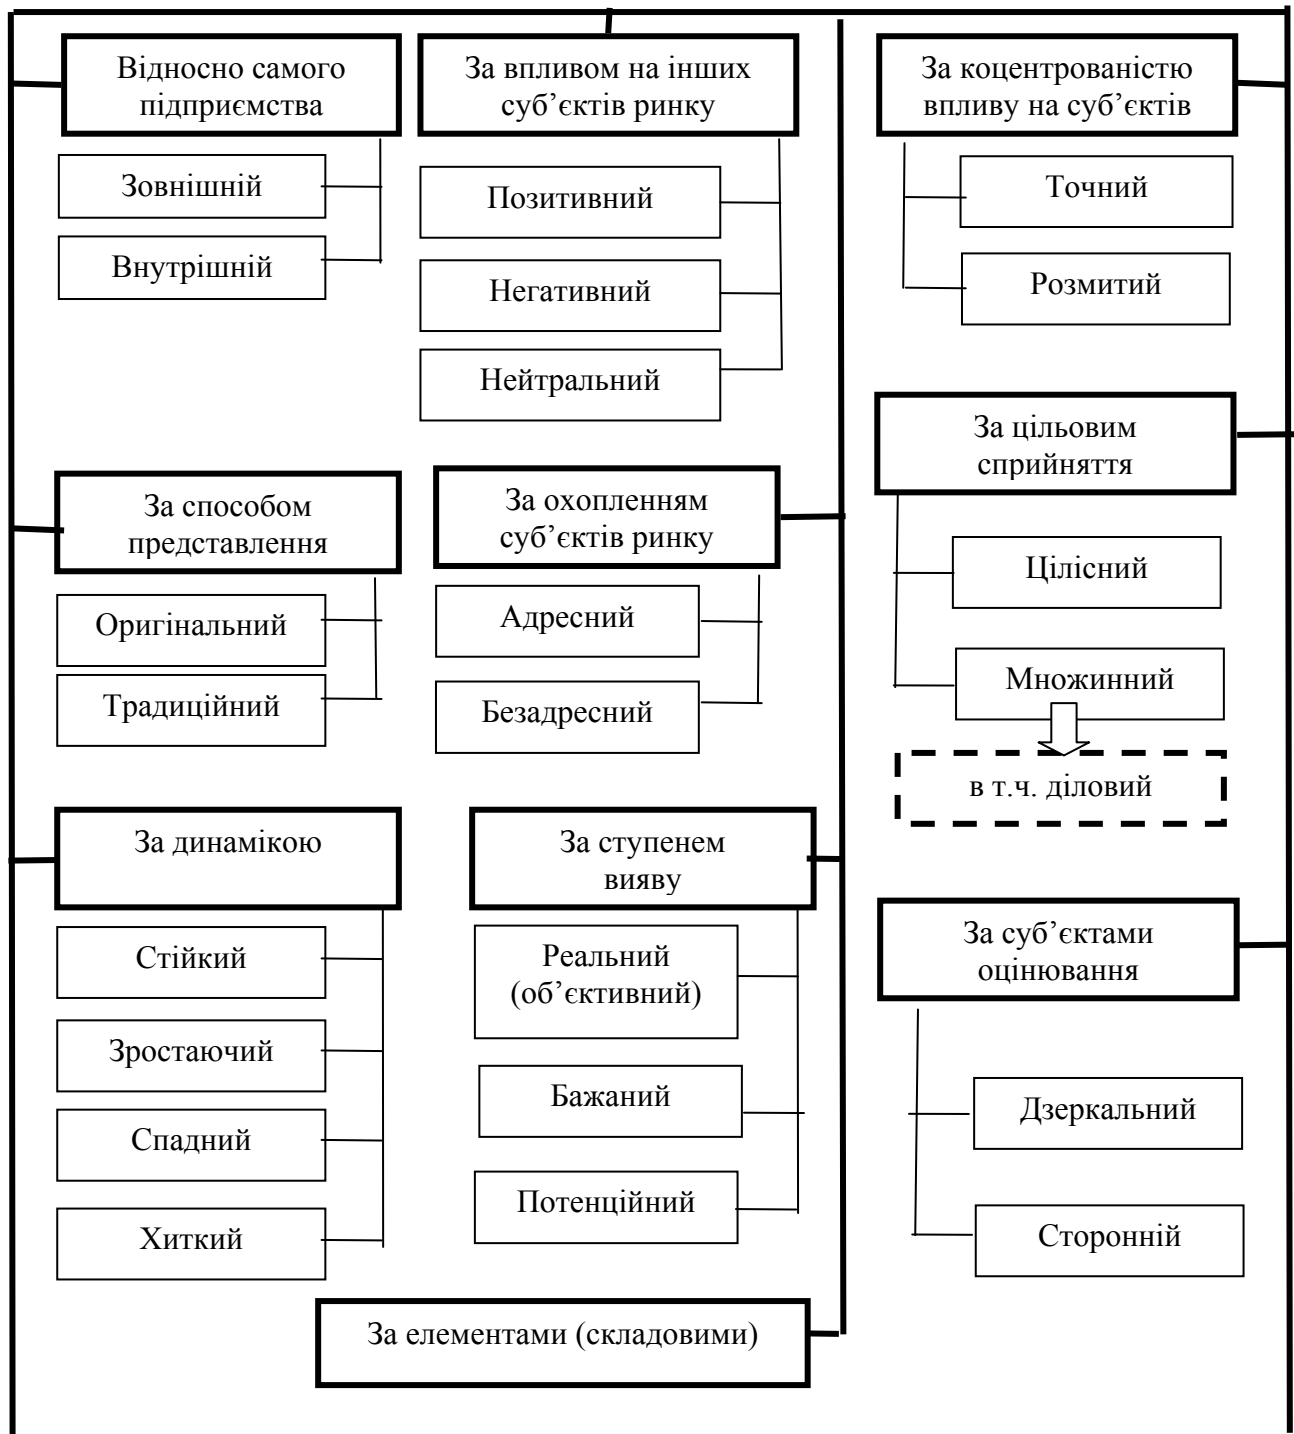 Відносно самого
підприємства
Зовнішній
Внутрішній
За впливом на інших
суб’єктів ринку
Позитивний
Негативний
Нейтральний
За коцентрованістю
впливу на суб’єктів
Точний
Розмитий
За способом
представлення
Оригінальний
Традиційний
За охопленням
суб’єктів ринку
Адресний
Безадресний
За цільовим
сприйняття
Цілісний
Множинний
в т.ч. діловий
За динамікою
Стійкий
Зростаючий
Спадний
Хиткий
За ступенем
вияву
Реальний
(об’єктивний)
Бажаний
Потенційний
За суб’єктами
оцінювання
Дзеркальний
Сторонній
За елементами (складовими)